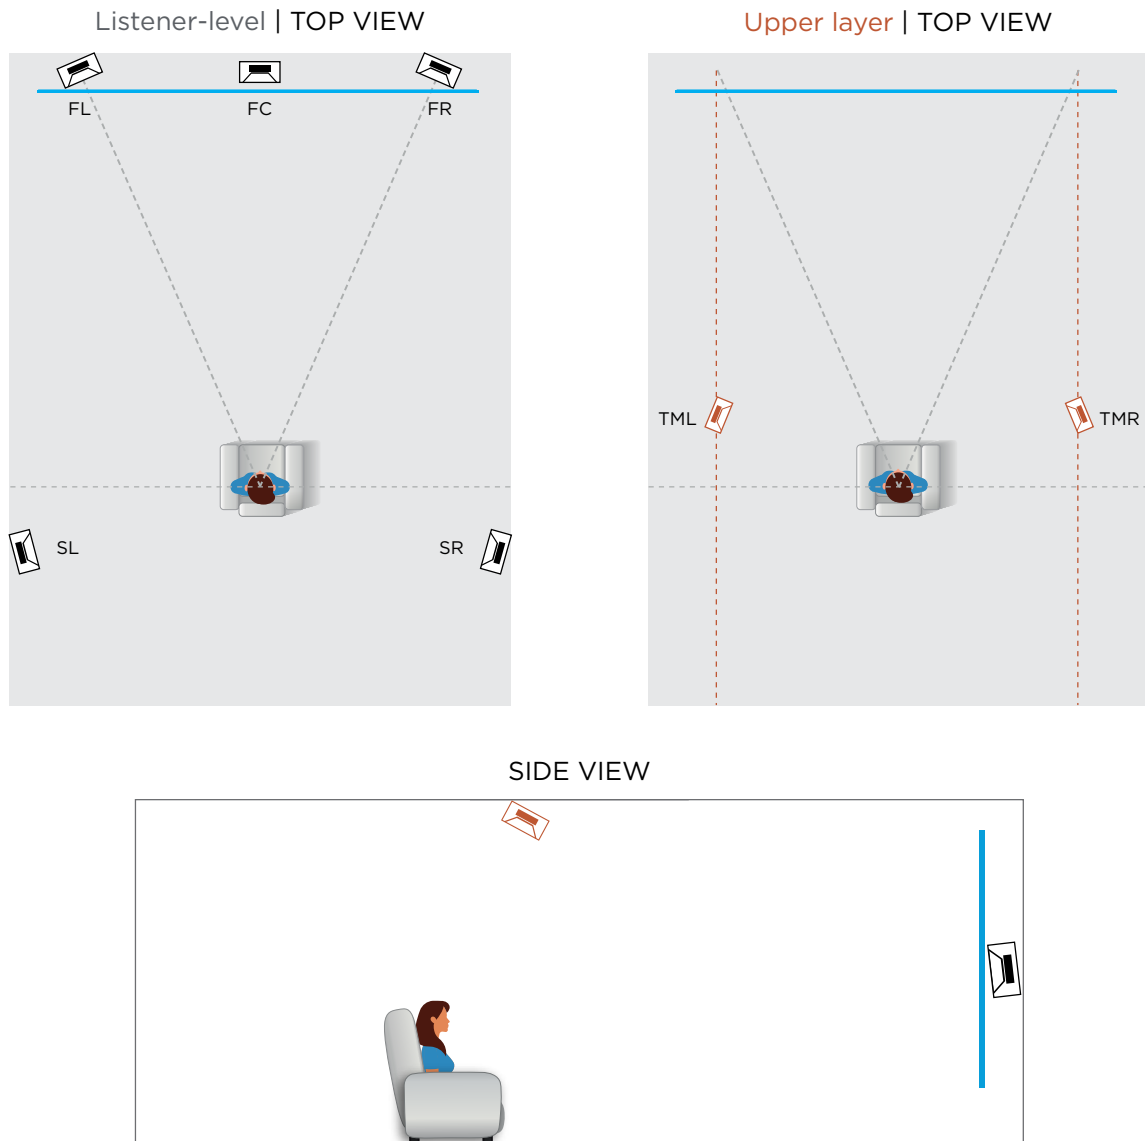 Listener-level | TOP VIEW
FL
FC
FR
SL
SR
Upper layer | TOP VIEW
TML
TMR
SIDE VIEW